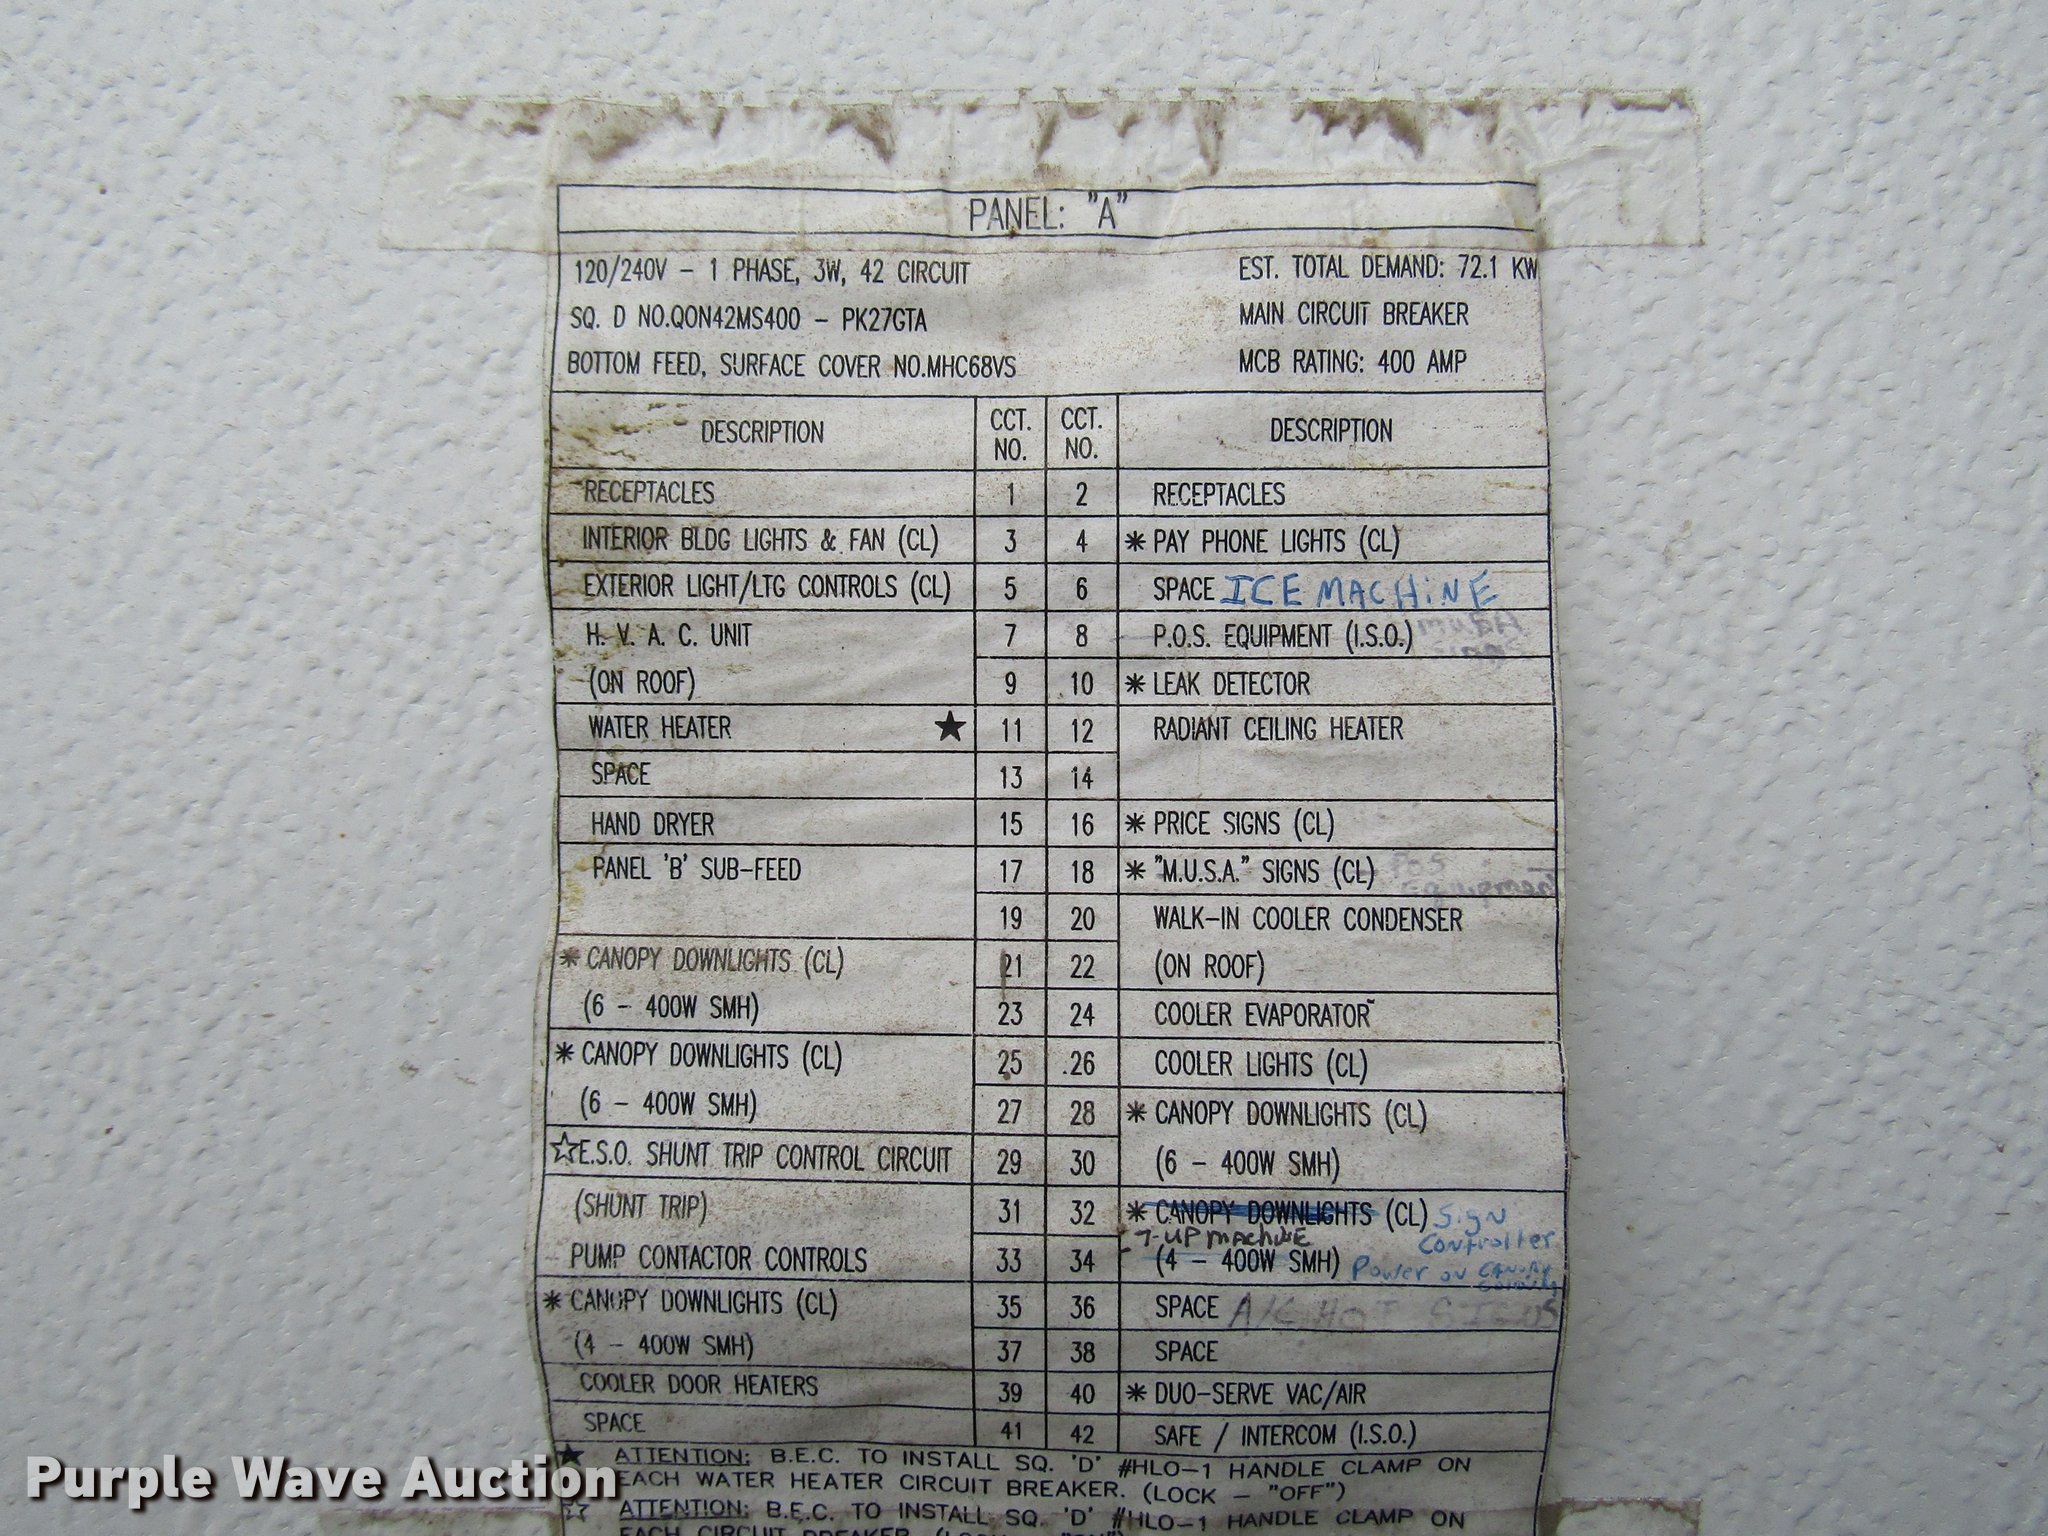 PANEL: "A"
120/240V - 1 PHASE, 3W, 42 CIRCUIT EST. TOTAL DEMAND: 72.1 KW
SQ. D NO.QON42MS400 - PK27GTA MAIN CIRCUIT BREAKER
BOTTOM FEED, SURFACE COVER NO.MHC68VS MCB RATING: 400 AMP
DESCRIPTION CCT. NO. CCT. NO. DESCRIPTION
RECEPTACLES 1 2 RECEPTACLES
INTERIOR BLDG LIGHTS & FAN (CL) 3 4 * PAY PHONE LIGHTS (CL)
EXTERIOR LIGHT/LTG CONTROLS (CL) 5 6 SPACE ICE MACHINE
H. V. A. C. UNIT 7 8 P.O.S. EQUIPMENT (I.S.O.)
(ON ROOF) 9 10 * LEAK DETECTOR
WATER HEATER ★ 11 12 RADIANT CEILING HEATER
SPACE 13 14
HAND DRYER 15 16 * PRICE SIGNS (CL)
PANEL 'B' SUB-FEED 17 18 * "M.U.S.A." SIGNS (CL) POS Equipment
19 20 WALK-IN COOLER CONDENSER
* CANOPY DOWNLIGHTS (CL) 21 22 (ON ROOF)
(6 - 400W SMH) 23 24 COOLER EVAPORATOR
* CANOPY DOWNLIGHTS (CL) 25 26 COOLER LIGHTS (CL)
(6 - 400W SMH) 27 28 * CANOPY DOWNLIGHTS (CL)
☆ E.S.O. SHUNT TRIP CONTROL CIRCUIT 29 30 (6 - 400W SMH)
(SHUNT TRIP) 31 32 * CANOPY DOWNLIGHTS (CL) Sign Controller
7-UP Machine
PUMP CONTACTOR CONTROLS 33 34 (4 - 400W SMH) Power on Canopy
* CANOPY DOWNLIGHTS (CL) 35 36 SPACE A/C HOT
(4 - 400W SMH) 37 38 SPACE
COOLER DOOR HEATERS 39 40 * DUO-SERVE VAC/AIR
SPACE 41 42 SAFE / INTERCOM (I.S.O.)
★ ATTENTION: B.E.C. TO INSTALL SQ. 'D' #HLO-1 HANDLE CLAMP ON
EACH WATER HEATER CIRCUIT BREAKER. (LOCK - "OFF")
☆ ATTENTION: B.E.C. TO INSTALL SQ. 'D' #HLO-1 HANDLE CLAMP ON
EACH CIRCUIT BREAKER.
Purple Wave Auction